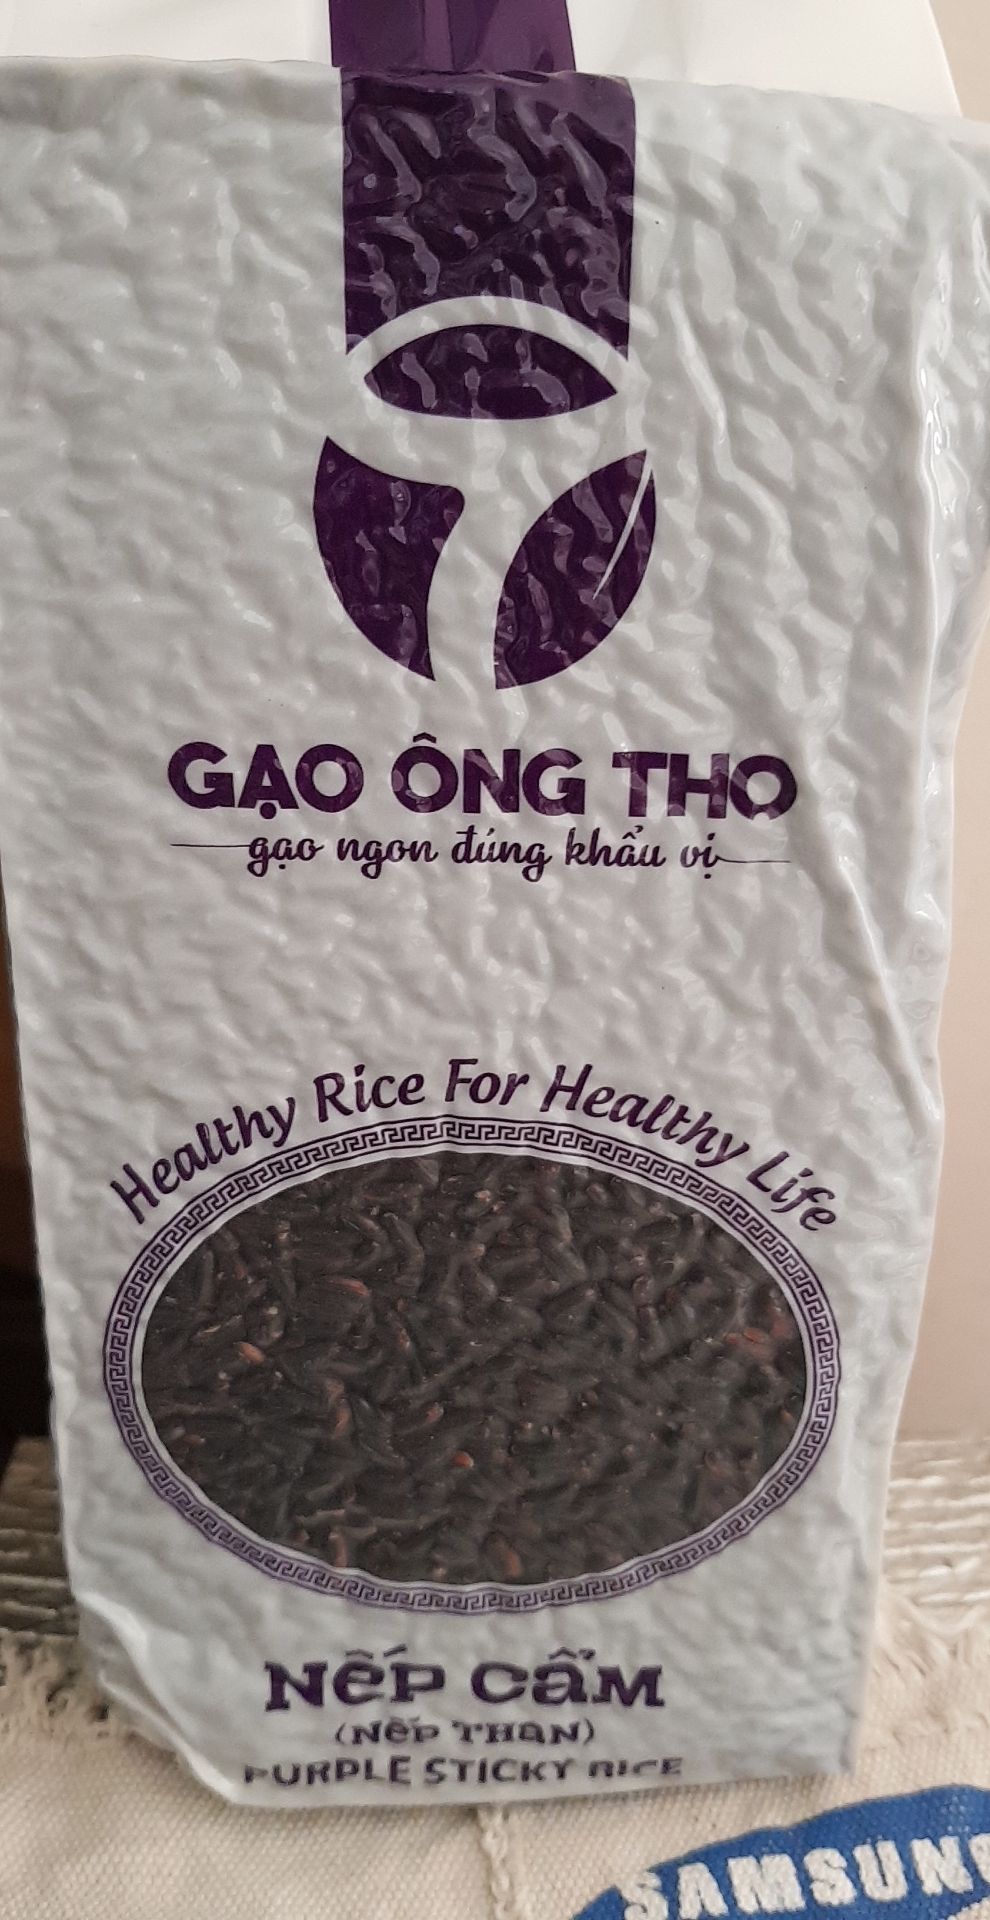 GẠO ÔNG THỌ
gạo ngon đúng khẩu vị
Healthy Rice For Healthy Life
NẾP CẨM
(NẾP THAN)
PURPLE STICKY RICE
SAMSUNG